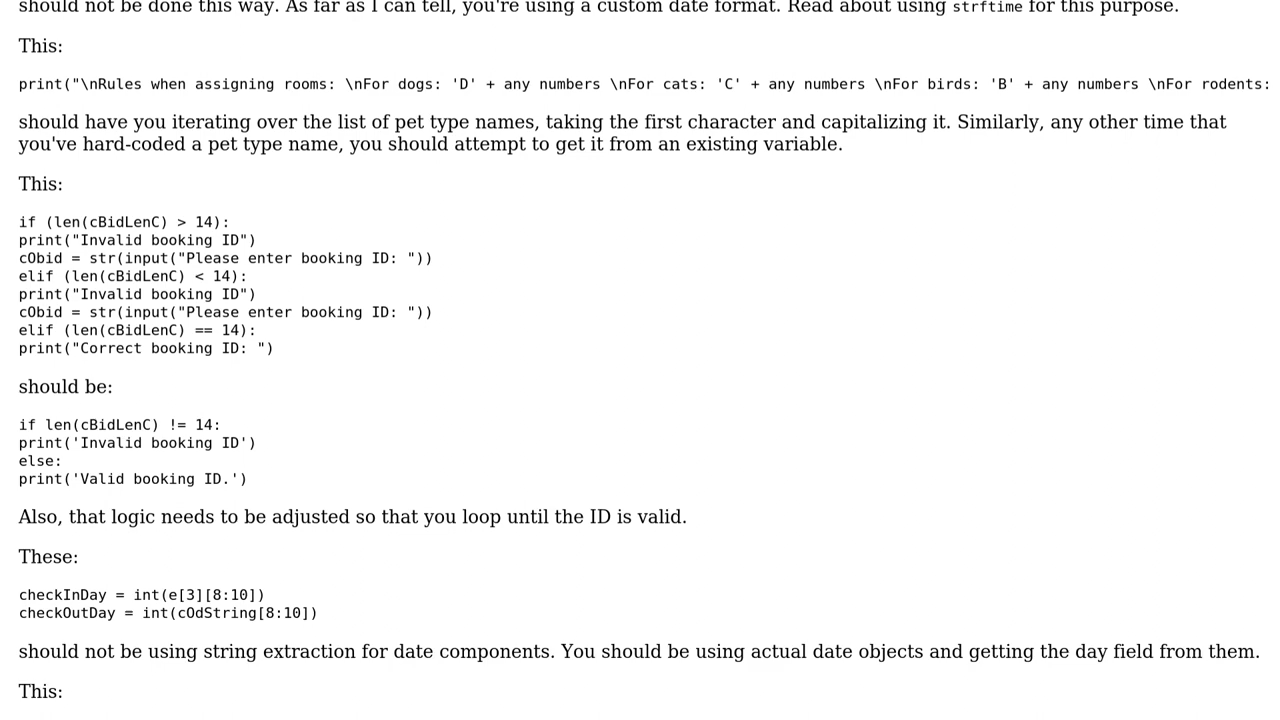 should not be done this way. As far as I can tell, you're using a custom date format. Read about using strftime for this purpose.
This:
print("\nRules when assigning rooms: \nFor dogs: 'D' + any numbers \nFor cats: 'C' + any numbers \nFor birds: 'B' + any numbers \nFor rodents:
should have you iterating over the list of pet type names, taking the first character and capitalizing it. Similarly, any other time that
you've hard-coded a pet type name, you should attempt to get it from an existing variable.
This:
if (len(cBidLenC) > 14):
print("Invalid booking ID")
cObid = str(input("Please enter booking ID: "))
elif (len(cBidLenC) < 14):
print("Invalid booking ID")
cObid = str(input("Please enter booking ID: "))
elif (len(cBidLenC) == 14):
print("Correct booking ID: ")
should be:
if len(cBidLenC) != 14:
print('Invalid booking ID')
else:
print('Valid booking ID.')
Also, that logic needs to be adjusted so that you loop until the ID is valid.
These:
checkInDay = int(e[3][8:10])
checkOutDay = int(cOdString[8:10])
should not be using string extraction for date components. You should be using actual date objects and getting the day field from them.
This: